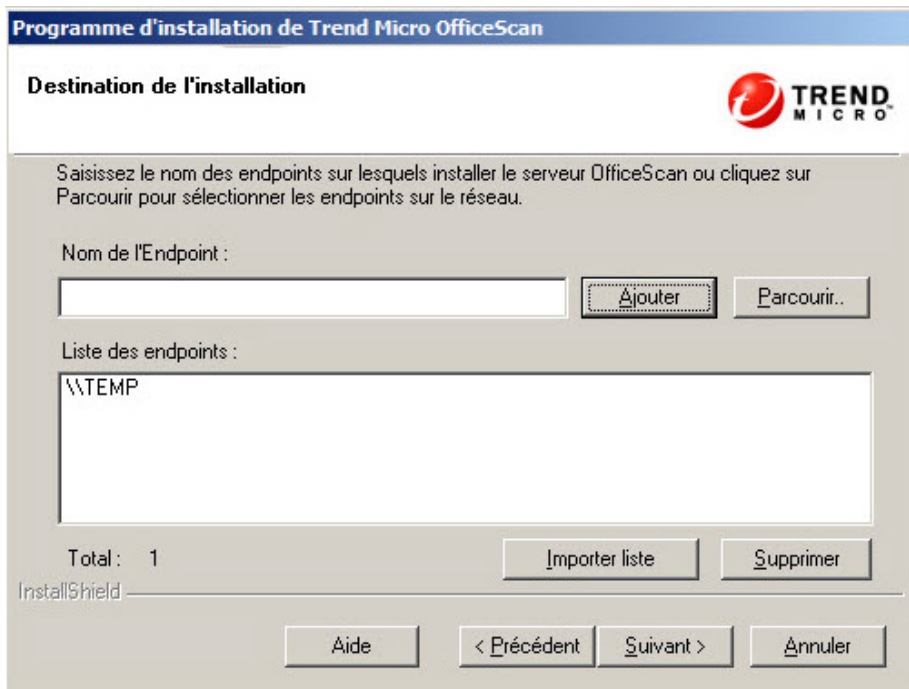 Programme d'installation de Trend Micro OfficeScan
Destination de l'installation
TREND
MICRO
Saisissez le nom des endpoints sur lesquels installer le serveur OfficeScan ou cliquez sur
Parcourir pour sélectionner les endpoints sur le réseau.
Nom de l'Endpoint :
Ajouter
Parcourir..
Liste des endpoints :
\\TEMP
Total : 1
Importer liste
Supprimer
InstallShield
Aide
< Précédent
Suivant >
Annuler